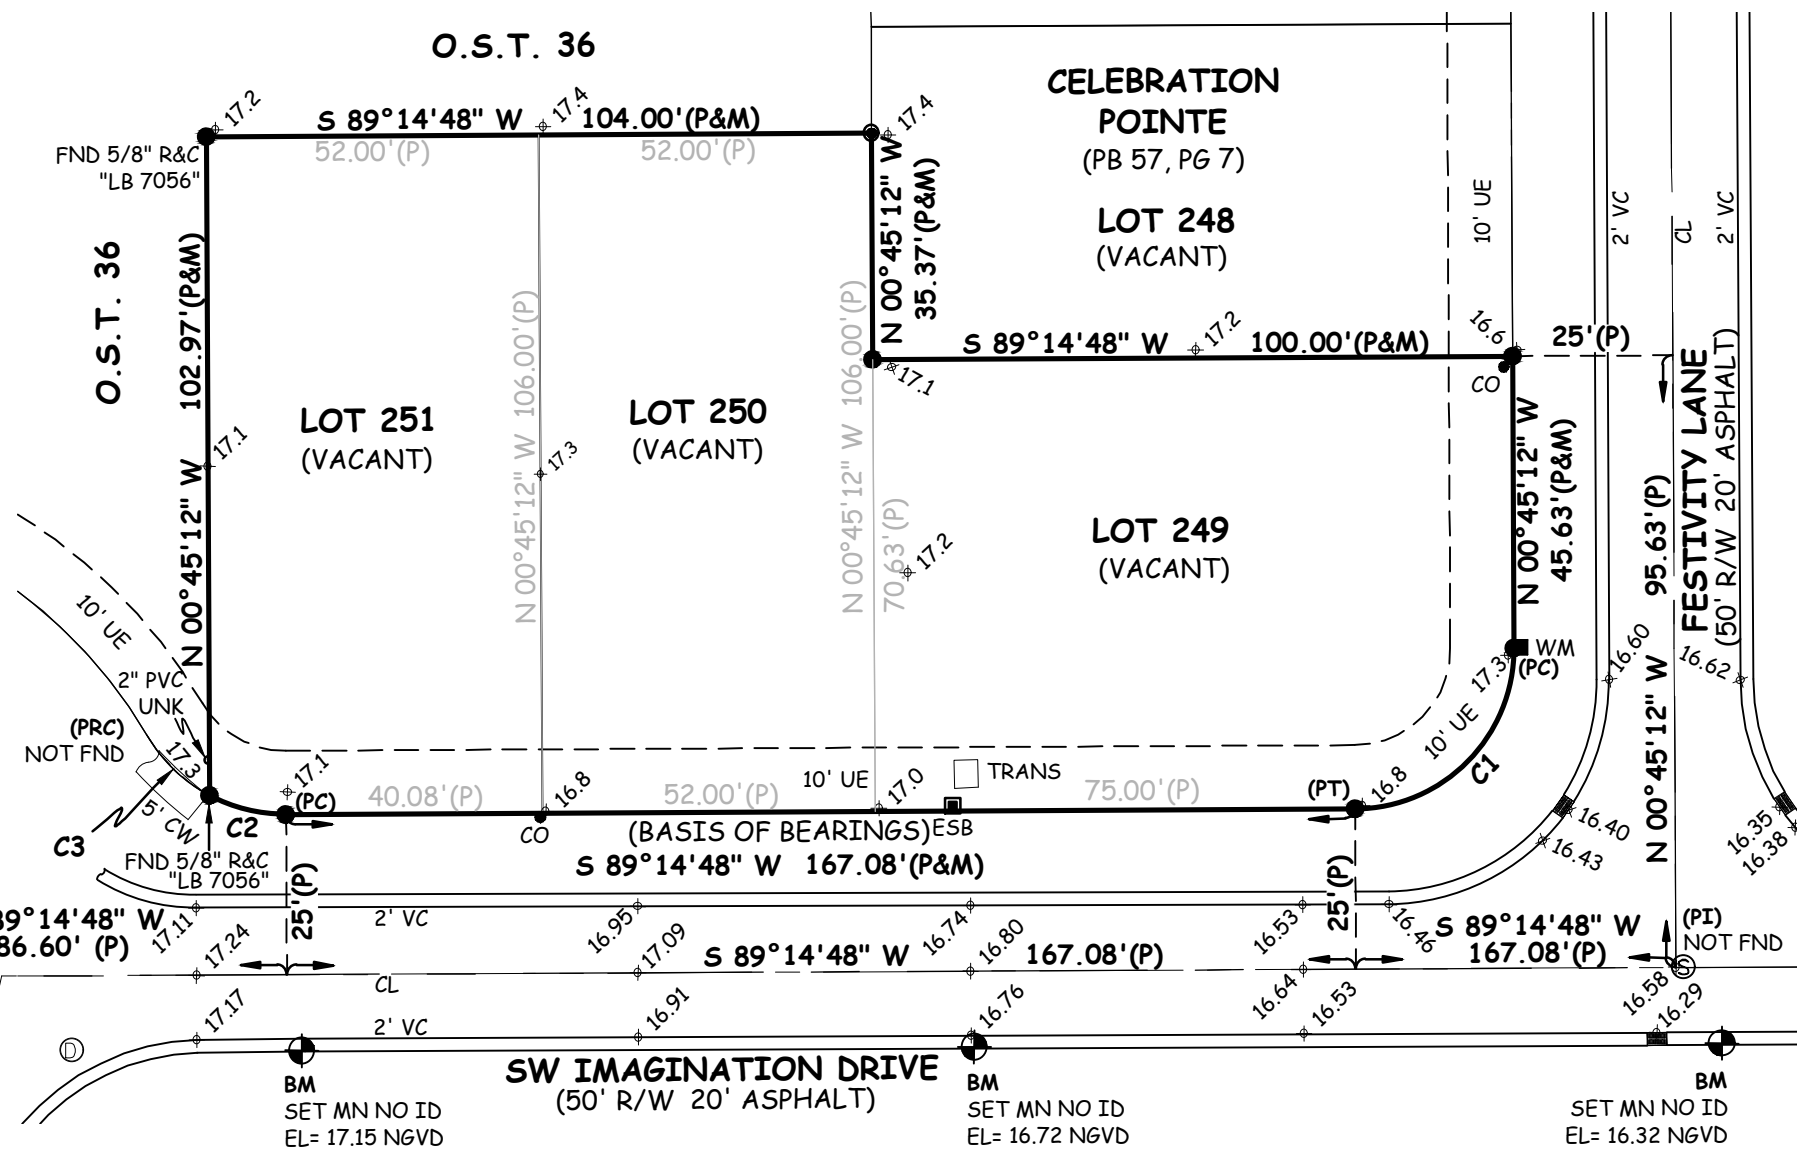 O.S.T. 36
17.2
S 89°14'48" W
17.4
104.00'(P&M)
17.4
52.00'(P)
52.00'(P)
FND 5/8" R&C
"LB 7056"
CELEBRATION
POINTE
(PB 57, PG 7)
LOT 248
(VACANT)
10' UE
2' VC
CL
2' VC
N 00°45'12" W
35.37'(P&M)
O.S.T. 36
N 00°45'12" W 102.97'(P&M)
17.1
N 00°45'12" W 106.00'(P)
N 00°45'12" W 106.00'(P)
70.63'(P)
S 89°14'48" W
17.2
100.00'(P&M)
16.6
25'(P)
17.1
CO
LOT 251
(VACANT)
LOT 250
(VACANT)
17.3
17.2
LOT 249
(VACANT)
N 00°45'12" W
45.63'(P&M)
N 00°45'12" W 95.63'(P)
FESTIVITY LANE
(50' R/W 20' ASPHALT)
10' UE
2" PVC
UNK
(PRC)
NOT FND
17.3
5' CW
C3
C2
FND 5/8" R&C
"LB 7056"
17.1
(PC)
40.08'(P)
16.8
CO
52.00'(P)
10' UE
17.0
TRANS
ESB
75.00'(P)
(PT)
16.8
10' UE
C1
17.3
WM
(PC)
16.60
16.62
16.40
16.43
16.35
16.38
(BASIS OF BEARINGS)
S 89°14'48" W 167.08'(P&M)
25'(P)
25'(P)
89°14'48" W
86.60' (P)
17.11
17.24
2' VC
16.95
17.09
S 89°14'48" W
16.74
16.80
167.08'(P)
16.53
16.46
S 89°14'48" W
167.08'(P)
(PI)
NOT FND
S
CL
17.17
2' VC
16.91
16.76
16.64
16.53
16.58
16.29
D
SW IMAGINATION DRIVE
(50' R/W 20' ASPHALT)
BM
SET MN NO ID
EL= 17.15 NGVD
BM
SET MN NO ID
EL= 16.72 NGVD
BM
SET MN NO ID
EL= 16.32 NGVD